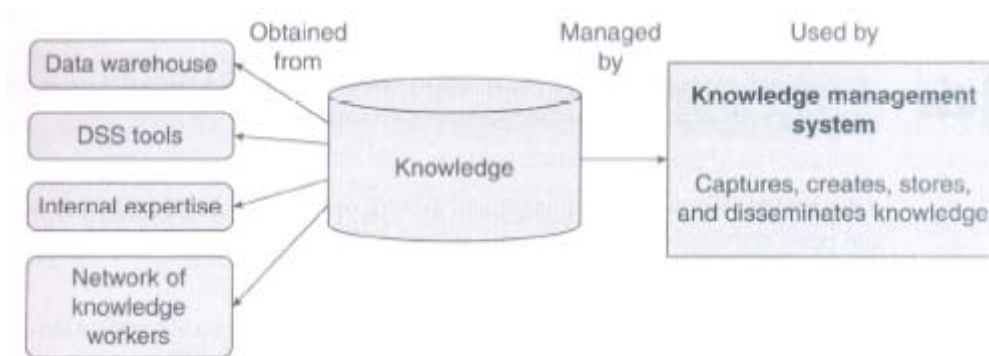 Obtained
from
Managed
by
Used by
Data warehouse
DSS tools
Internal expertise
Network of
knowledge
workers
Knowledge
Knowledge management
system
Captures, creates, stores,
and disseminates knowledge